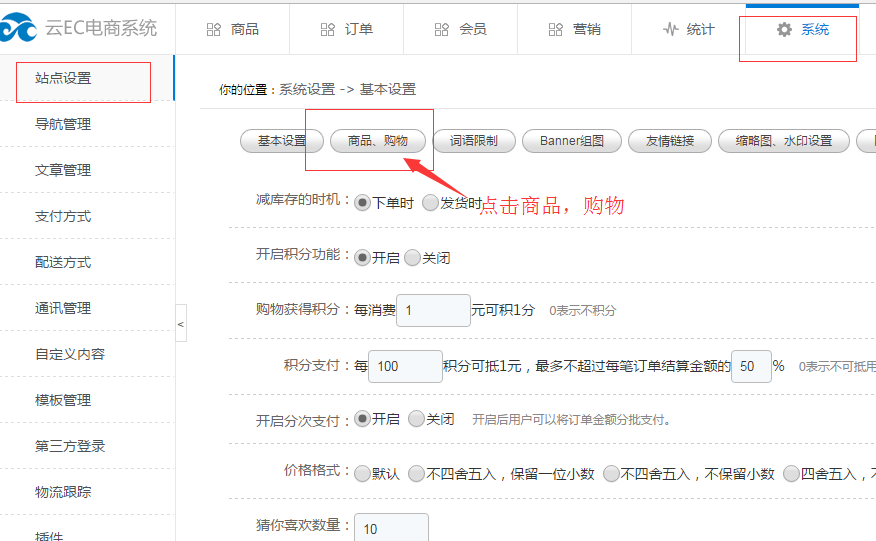 云EC电商系统
商品
订单
会员
营销
统计
系统
站点设置
导航管理
文章管理
支付方式
配送方式
通讯管理
自定义内容
模板管理
第三方登录
物流跟踪
插件
<
你的位置：系统设置 -> 基本设置
基本设置
商品、购物
词语限制
Banner组图
友情链接
缩略图、水印设置
点击商品，购物
减库存的时机：下单时 发货时
开启积分功能：开启 关闭
购物获得积分：每消费 1 元可积1分 0表示不积分
积分支付：每 100 积分可抵1元，最多不超过每笔订单结算金额的 50 % 0表示不可抵用
开启分次支付：开启 关闭 开启后用户可以将订单金额分批支付。
价格格式：默认 不四舍五入，保留一位小数 不四舍五入，不保留小数 四舍五入，
猜你喜欢数量：10